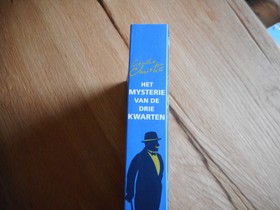 Agatha
Christie
HET
MYSTERIE
VAN DE
DRIE
KWARTEN